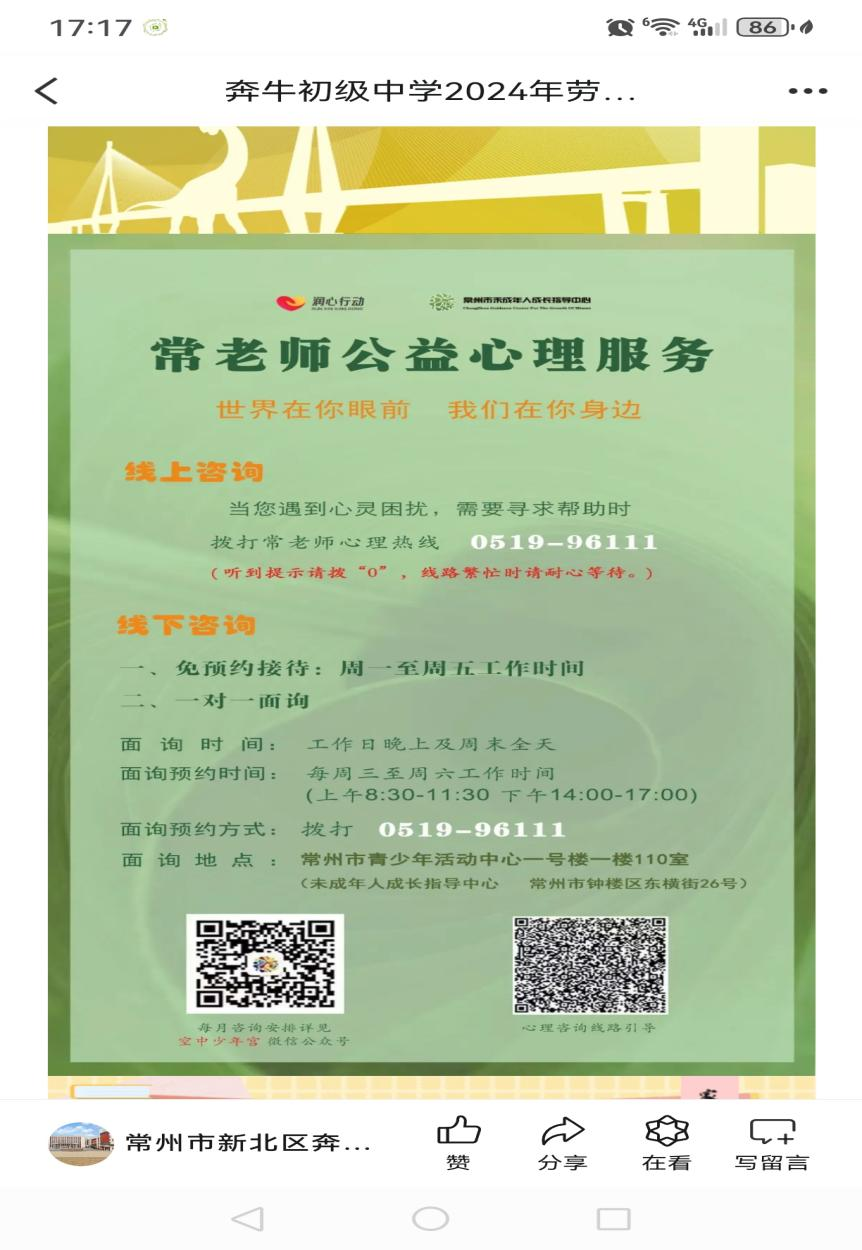 17:17
6 4G 86
奔牛初级中学2024年劳...
润心行动
常州市未成年人成长指导中心
Changzhou Guidance Center For The Growth Of Minors
常老师公益心理服务
世界在你眼前 我们在你身边
线上咨询
当您遇到心灵困扰，需要寻求帮助时
拨打常老师心理热线 0519-96111
(听到提示请拨“0”，线路繁忙时请耐心等待。)
线下咨询
一、免预约接待：周一至周五工作时间
二、一对一面询
面询时间：工作日晚上及周末全天
面询预约时间：每周三至周六工作时间
(上午8:30-11:30 下午14:00-17:00)
面询预约方式：拨打 0519-96111
面询地点：常州市青少年活动中心一号楼一楼110室
（未成年人成长指导中心 常州市钟楼区东横街26号）
每月咨询安排详见
空中少年宫 微信公众号
心理咨询线路引导
常州市新北区奔...
赞
分享
在看
写留言